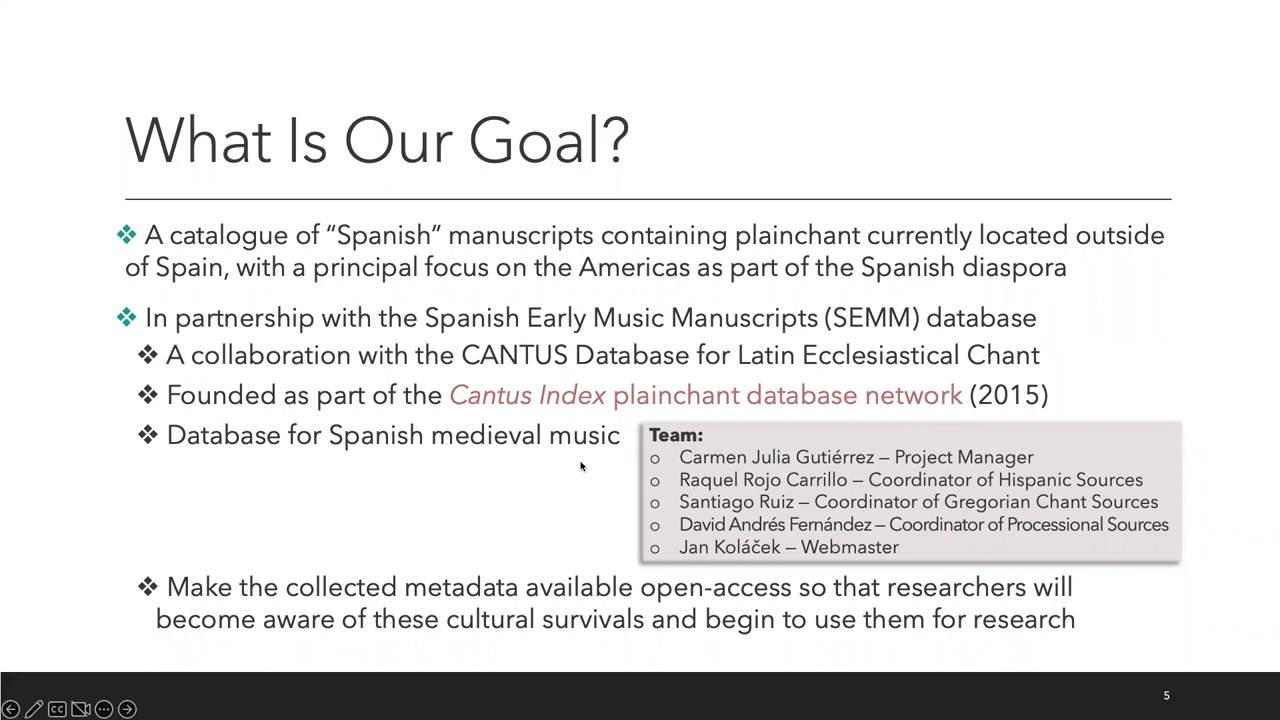 What Is Our Goal?
❖ A catalogue of “Spanish” manuscripts containing plainchant currently located outside
of Spain, with a principal focus on the Americas as part of the Spanish diaspora
❖ In partnership with the Spanish Early Music Manuscripts (SEMM) database
❖ A collaboration with the CANTUS Database for Latin Ecclesiastical Chant
❖ Founded as part of the Cantus Index plainchant database network (2015)
❖ Database for Spanish medieval music
Team:
o Carmen Julia Gutiérrez – Project Manager
o Raquel Rojo Carrillo – Coordinator of Hispanic Sources
o Santiago Ruiz – Coordinator of Gregorian Chant Sources
o David Andrés Fernández – Coordinator of Processional Sources
o Jan Koláček – Webmaster
❖ Make the collected metadata available open-access so that researchers will
become aware of these cultural survivals and begin to use them for research
CC
5